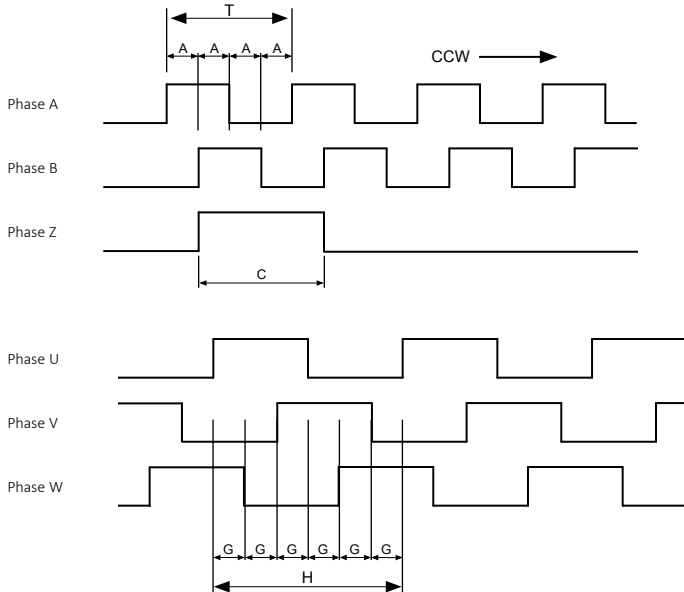 T
A A A A
CCW
Phase A
Phase B
Phase Z
C
Phase U
Phase V
Phase W
G G G G G G
H